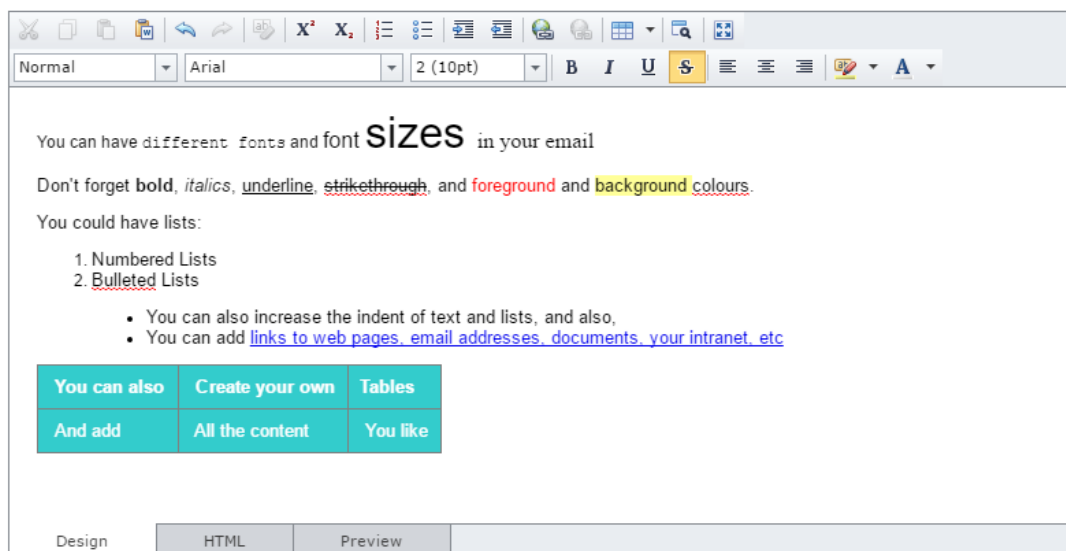 Normal Arial 2 (10pt) B I U S A
You can have different fonts and font sizes in your email
Don't forget bold, italics, underline, strikethrough, and foreground and background colours.
You could have lists:
1. Numbered Lists
2. Bulleted Lists
• You can also increase the indent of text and lists, and also,
• You can add links to web pages, email addresses, documents, your intranet, etc
You can also Create your own Tables
And add All the content You like
Design HTML Preview